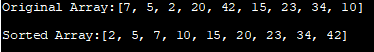 Original Array:[7, 5, 2, 20, 42, 15, 23, 34, 10]
Sorted Array:[2, 5, 7, 10, 15, 20, 23, 34, 42]